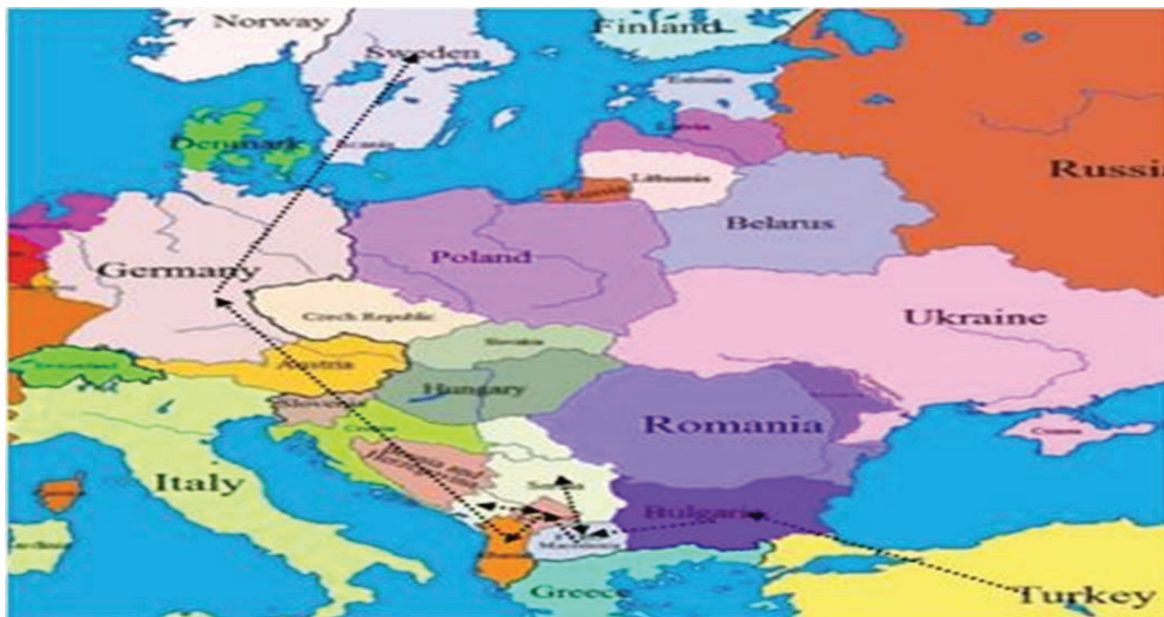 Norway
Finland
Sweden
Estonia
Denmark
Scania
Latvia
Lithuania
Russia
Belarus
Germany
Poland
Czech Republic
Ukraine
Slovakia
Switzerland
Austria
Hungary
Slovenia
Romania
Croatia
Italy
Serbia
Bulgaria
Macedonia
Greece
Turkey